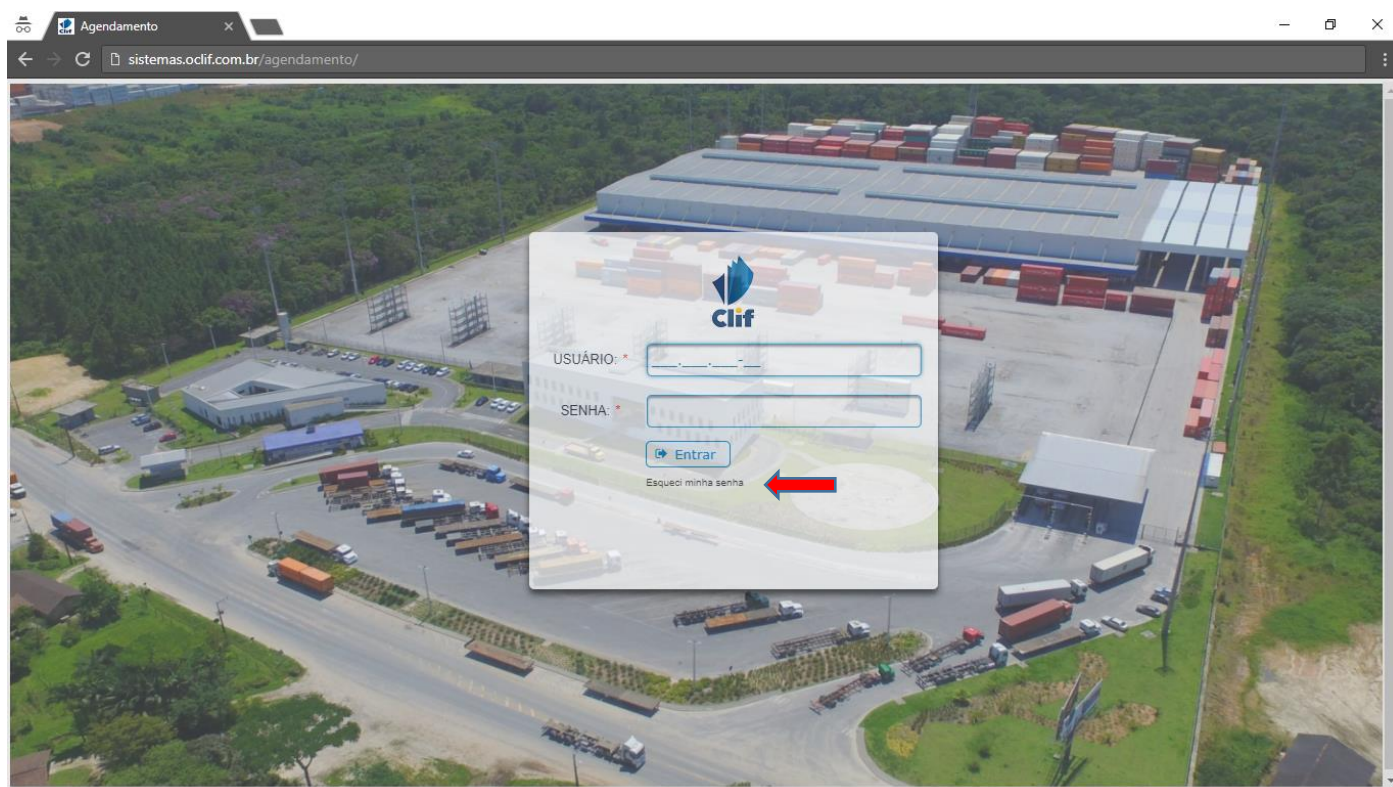 Agendamento
sistemas.oclif.com.br/agendamento/
Clif
USUÁRIO: * ___.___.___-__
SENHA: *
Entrar
Esqueci minha senha